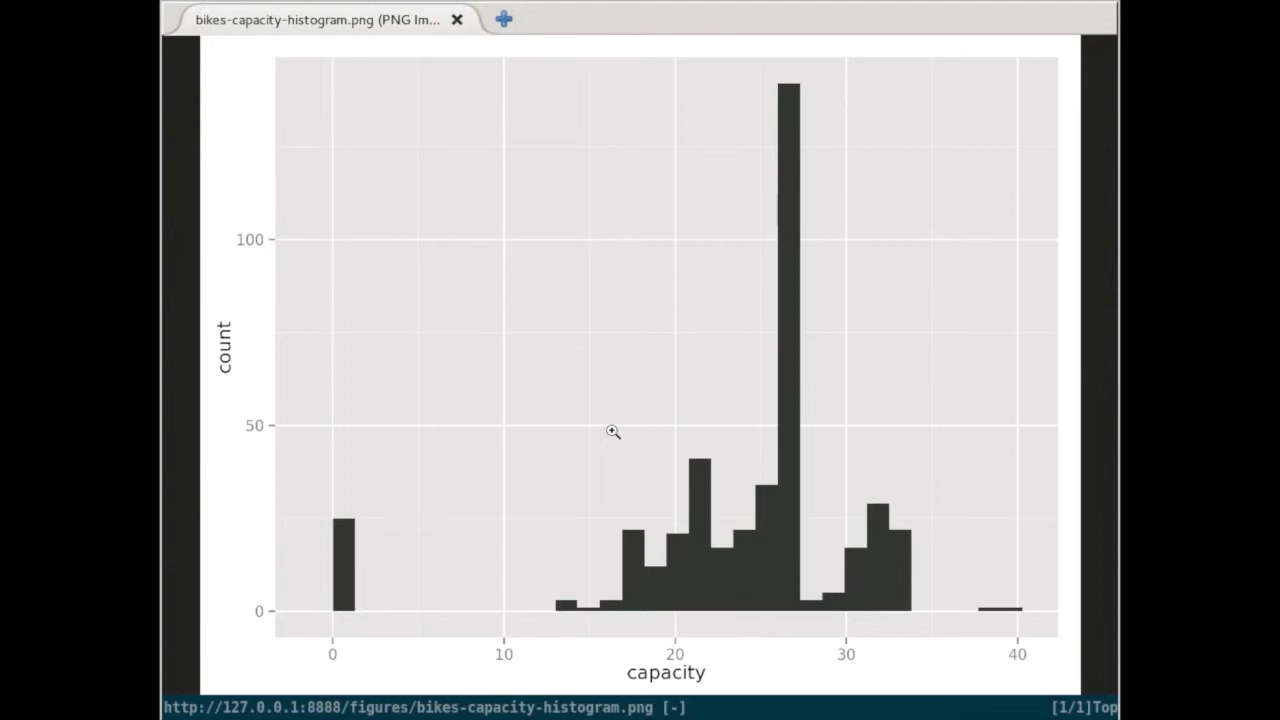 bikes-capacity-histogram.png (PNG Im...
100
50
0
count
0 10 20 30 40
capacity
http://127.0.0.1:8888/figures/bikes-capacity-histogram.png [-] [1/1]Top